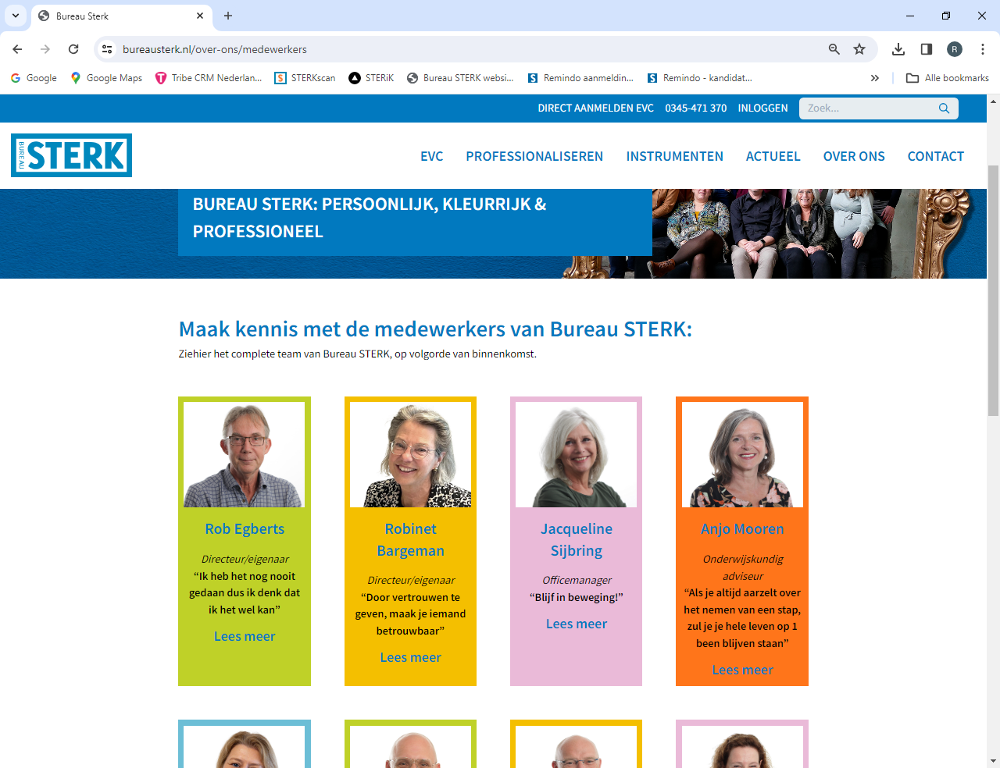 Bureau Sterk
bureausterk.nl/over-ons/medewerkers
R
Google
Google Maps
Tribe CRM Nederlan...
STERKscan
STERiK
Bureau STERK websi...
Remindo aanmeldin...
Remindo - kandidat...
Alle bookmarks
DIRECT AANMELDEN EVC
0345-471 370
INLOGGEN
Zoek...
BUREAU STERK
EVC
PROFESSIONALISEREN
INSTRUMENTEN
ACTUEEL
OVER ONS
CONTACT
BUREAU STERK: PERSOONLIJK, KLEURRIJK &
PROFESSIONEEL
Maak kennis met de medewerkers van Bureau STERK:
Ziehier het complete team van Bureau STERK, op volgorde van binnenkomst.
Rob Egberts
Directeur/eigenaar
“Ik heb het nog nooit
gedaan dus ik denk dat
ik het wel kan”
Lees meer
Robinet
Bargeman
Directeur/eigenaar
“Door vertrouwen te
geven, maak je iemand
betrouwbaar”
Lees meer
Jacqueline
Sijbring
Officemanager
“Blijf in beweging!”
Lees meer
Anjo Mooren
Onderwijskundig
adviseur
“Als je altijd aarzelt over
het nemen van een stap,
zul je je hele leven op 1
been blijven staan”
Lees meer